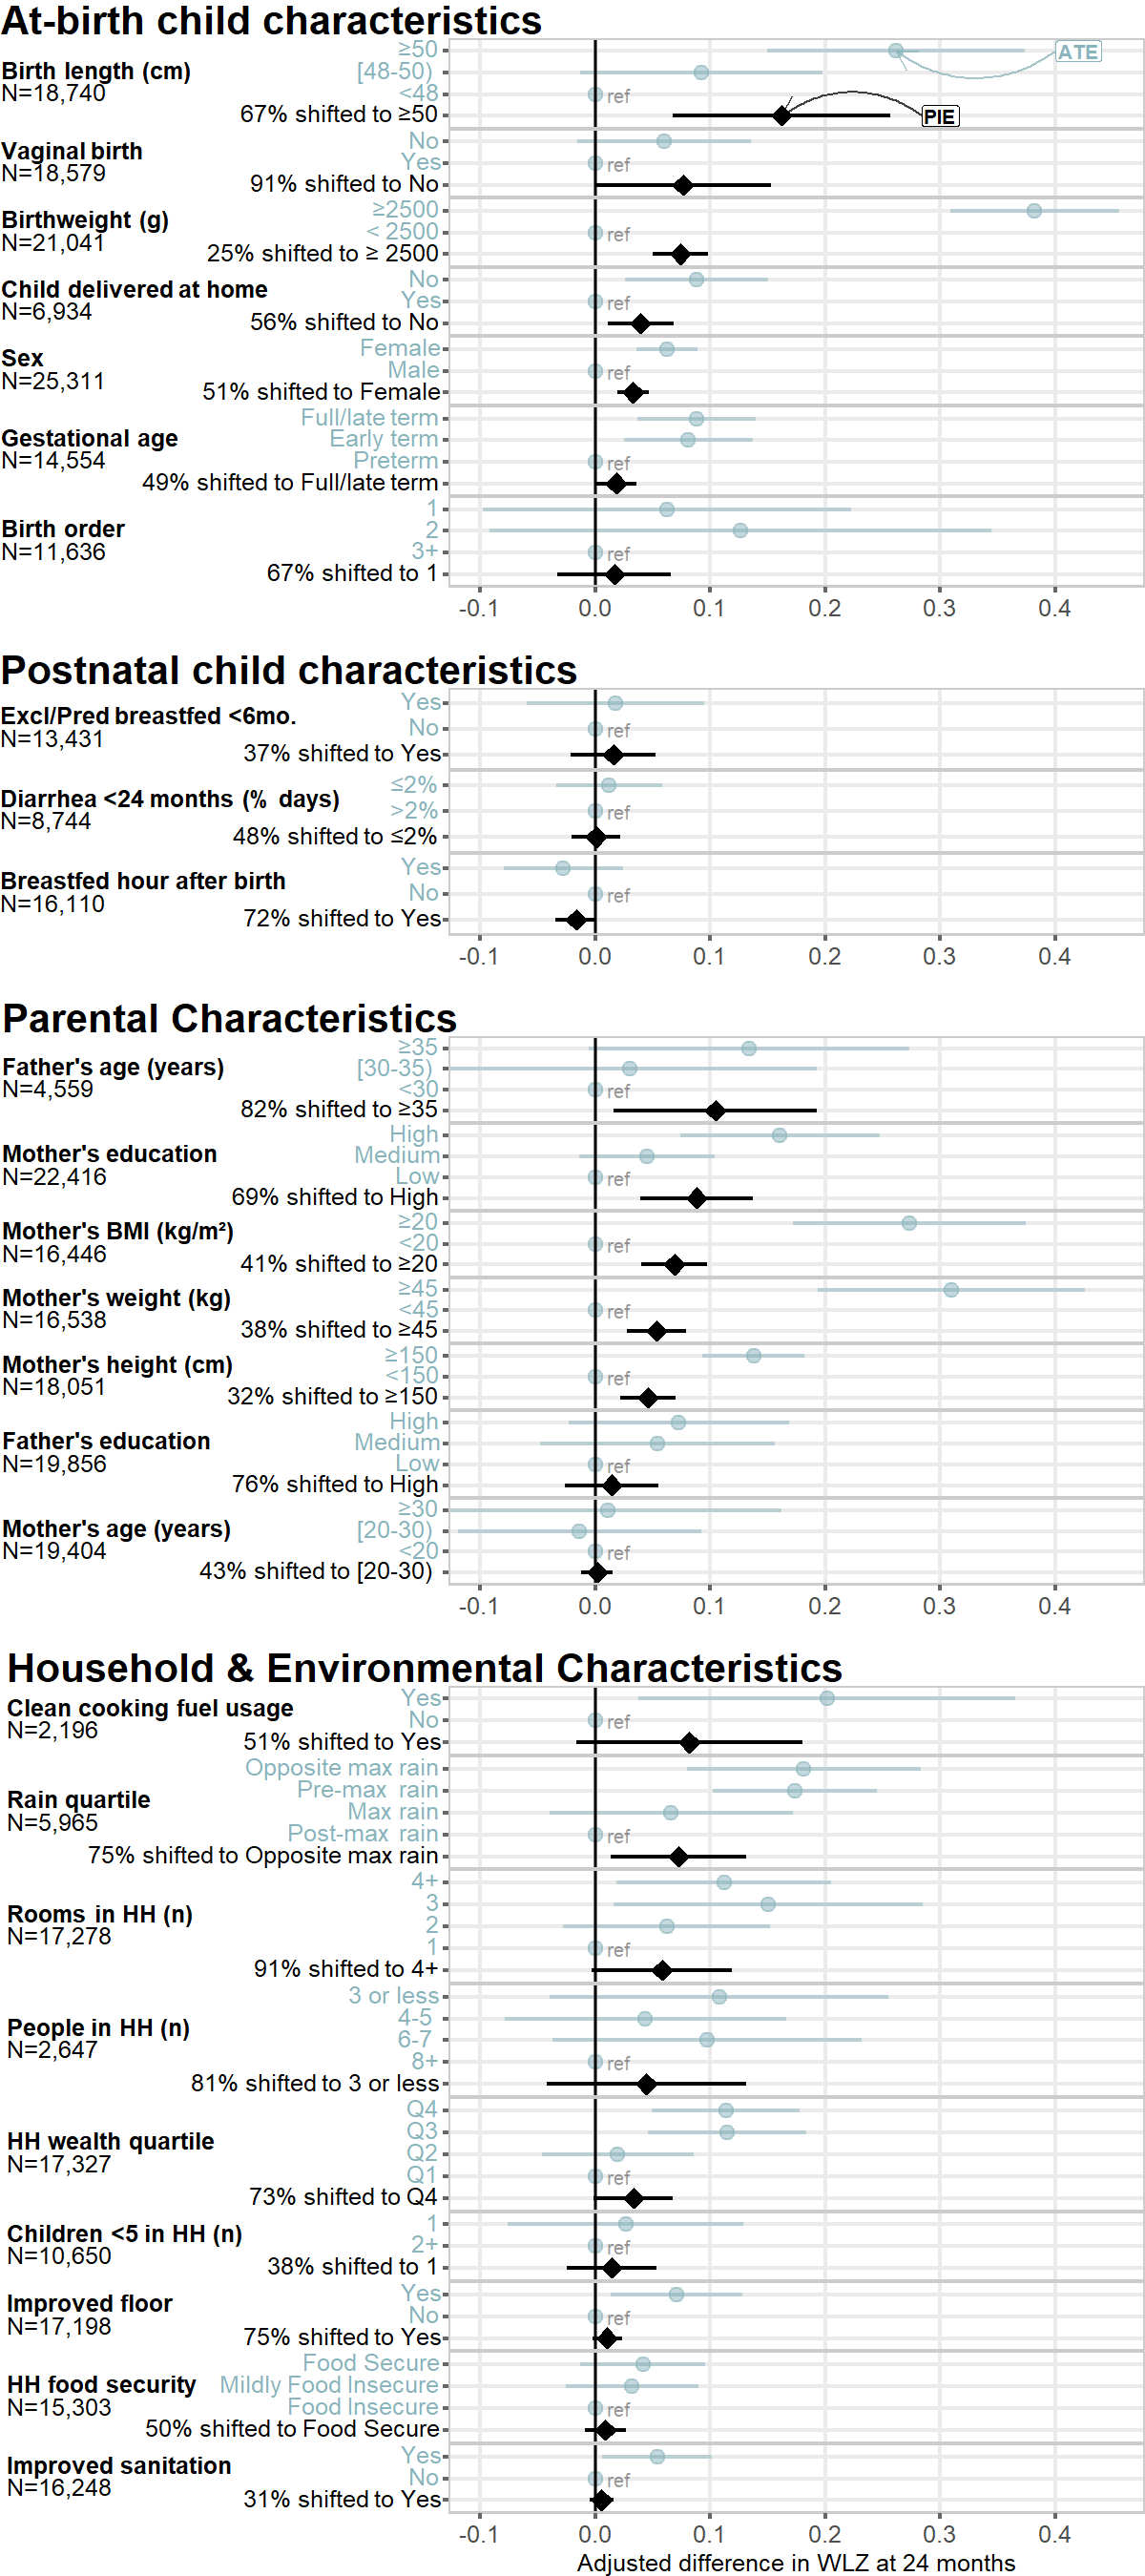 At-birth child characteristics
Birth length (cm)
N=18,740
≥50
[48-50)
<48
67% shifted to ≥50
ref
ATE
PIE
Vaginal birth
N=18,579
No
Yes
91% shifted to No
ref
Birthweight (g)
N=21,041
≥2500
< 2500
25% shifted to ≥ 2500
ref
Child delivered at home
N=6,934
No
Yes
56% shifted to No
ref
Sex
N=25,311
Female
Male
51% shifted to Female
ref
Gestational age
N=14,554
Full/late term
Early term
Preterm
49% shifted to Full/late term
ref
Birth order
N=11,636
1
2
3+
67% shifted to 1
ref
-0.1 0.0 0.1 0.2 0.3 0.4
Postnatal child characteristics
Excl/Pred breastfed <6mo.
N=13,431
Yes
No
37% shifted to Yes
ref
Diarrhea <24 months (% days)
N=8,744
≤2%
>2%
48% shifted to ≤2%
ref
Breastfed hour after birth
N=16,110
Yes
No
72% shifted to Yes
ref
-0.1 0.0 0.1 0.2 0.3 0.4
Parental Characteristics
Father's age (years)
N=4,559
≥35
[30-35)
<30
82% shifted to ≥35
ref
Mother's education
N=22,416
High
Medium
Low
69% shifted to High
ref
Mother's BMI (kg/m²)
N=16,446
≥20
<20
41% shifted to ≥20
ref
Mother's weight (kg)
N=16,538
≥45
<45
38% shifted to ≥45
ref
Mother's height (cm)
N=18,051
≥150
<150
32% shifted to ≥150
ref
Father's education
N=19,856
High
Medium
Low
76% shifted to High
ref
Mother's age (years)
N=19,404
≥30
[20-30)
<20
43% shifted to [20-30)
ref
-0.1 0.0 0.1 0.2 0.3 0.4
Household & Environmental Characteristics
Clean cooking fuel usage
N=2,196
Yes
No
51% shifted to Yes
ref
Rain quartile
N=5,965
Opposite max rain
Pre-max rain
Max rain
Post-max rain
75% shifted to Opposite max rain
ref
Rooms in HH (n)
N=17,278
4+
3
2
1
91% shifted to 4+
ref
People in HH (n)
N=2,647
3 or less
4-5
6-7
8+
81% shifted to 3 or less
ref
HH wealth quartile
N=17,327
Q4
Q3
Q2
Q1
73% shifted to Q4
ref
Children <5 in HH (n)
N=10,650
1
2+
38% shifted to 1
ref
Improved floor
N=17,198
Yes
No
75% shifted to Yes
ref
HH food security
N=15,303
Food Secure
Mildly Food Insecure
Food Insecure
50% shifted to Food Secure
ref
Improved sanitation
N=16,248
Yes
No
31% shifted to Yes
ref
-0.1 0.0 0.1 0.2 0.3 0.4
Adjusted difference in WLZ at 24 months